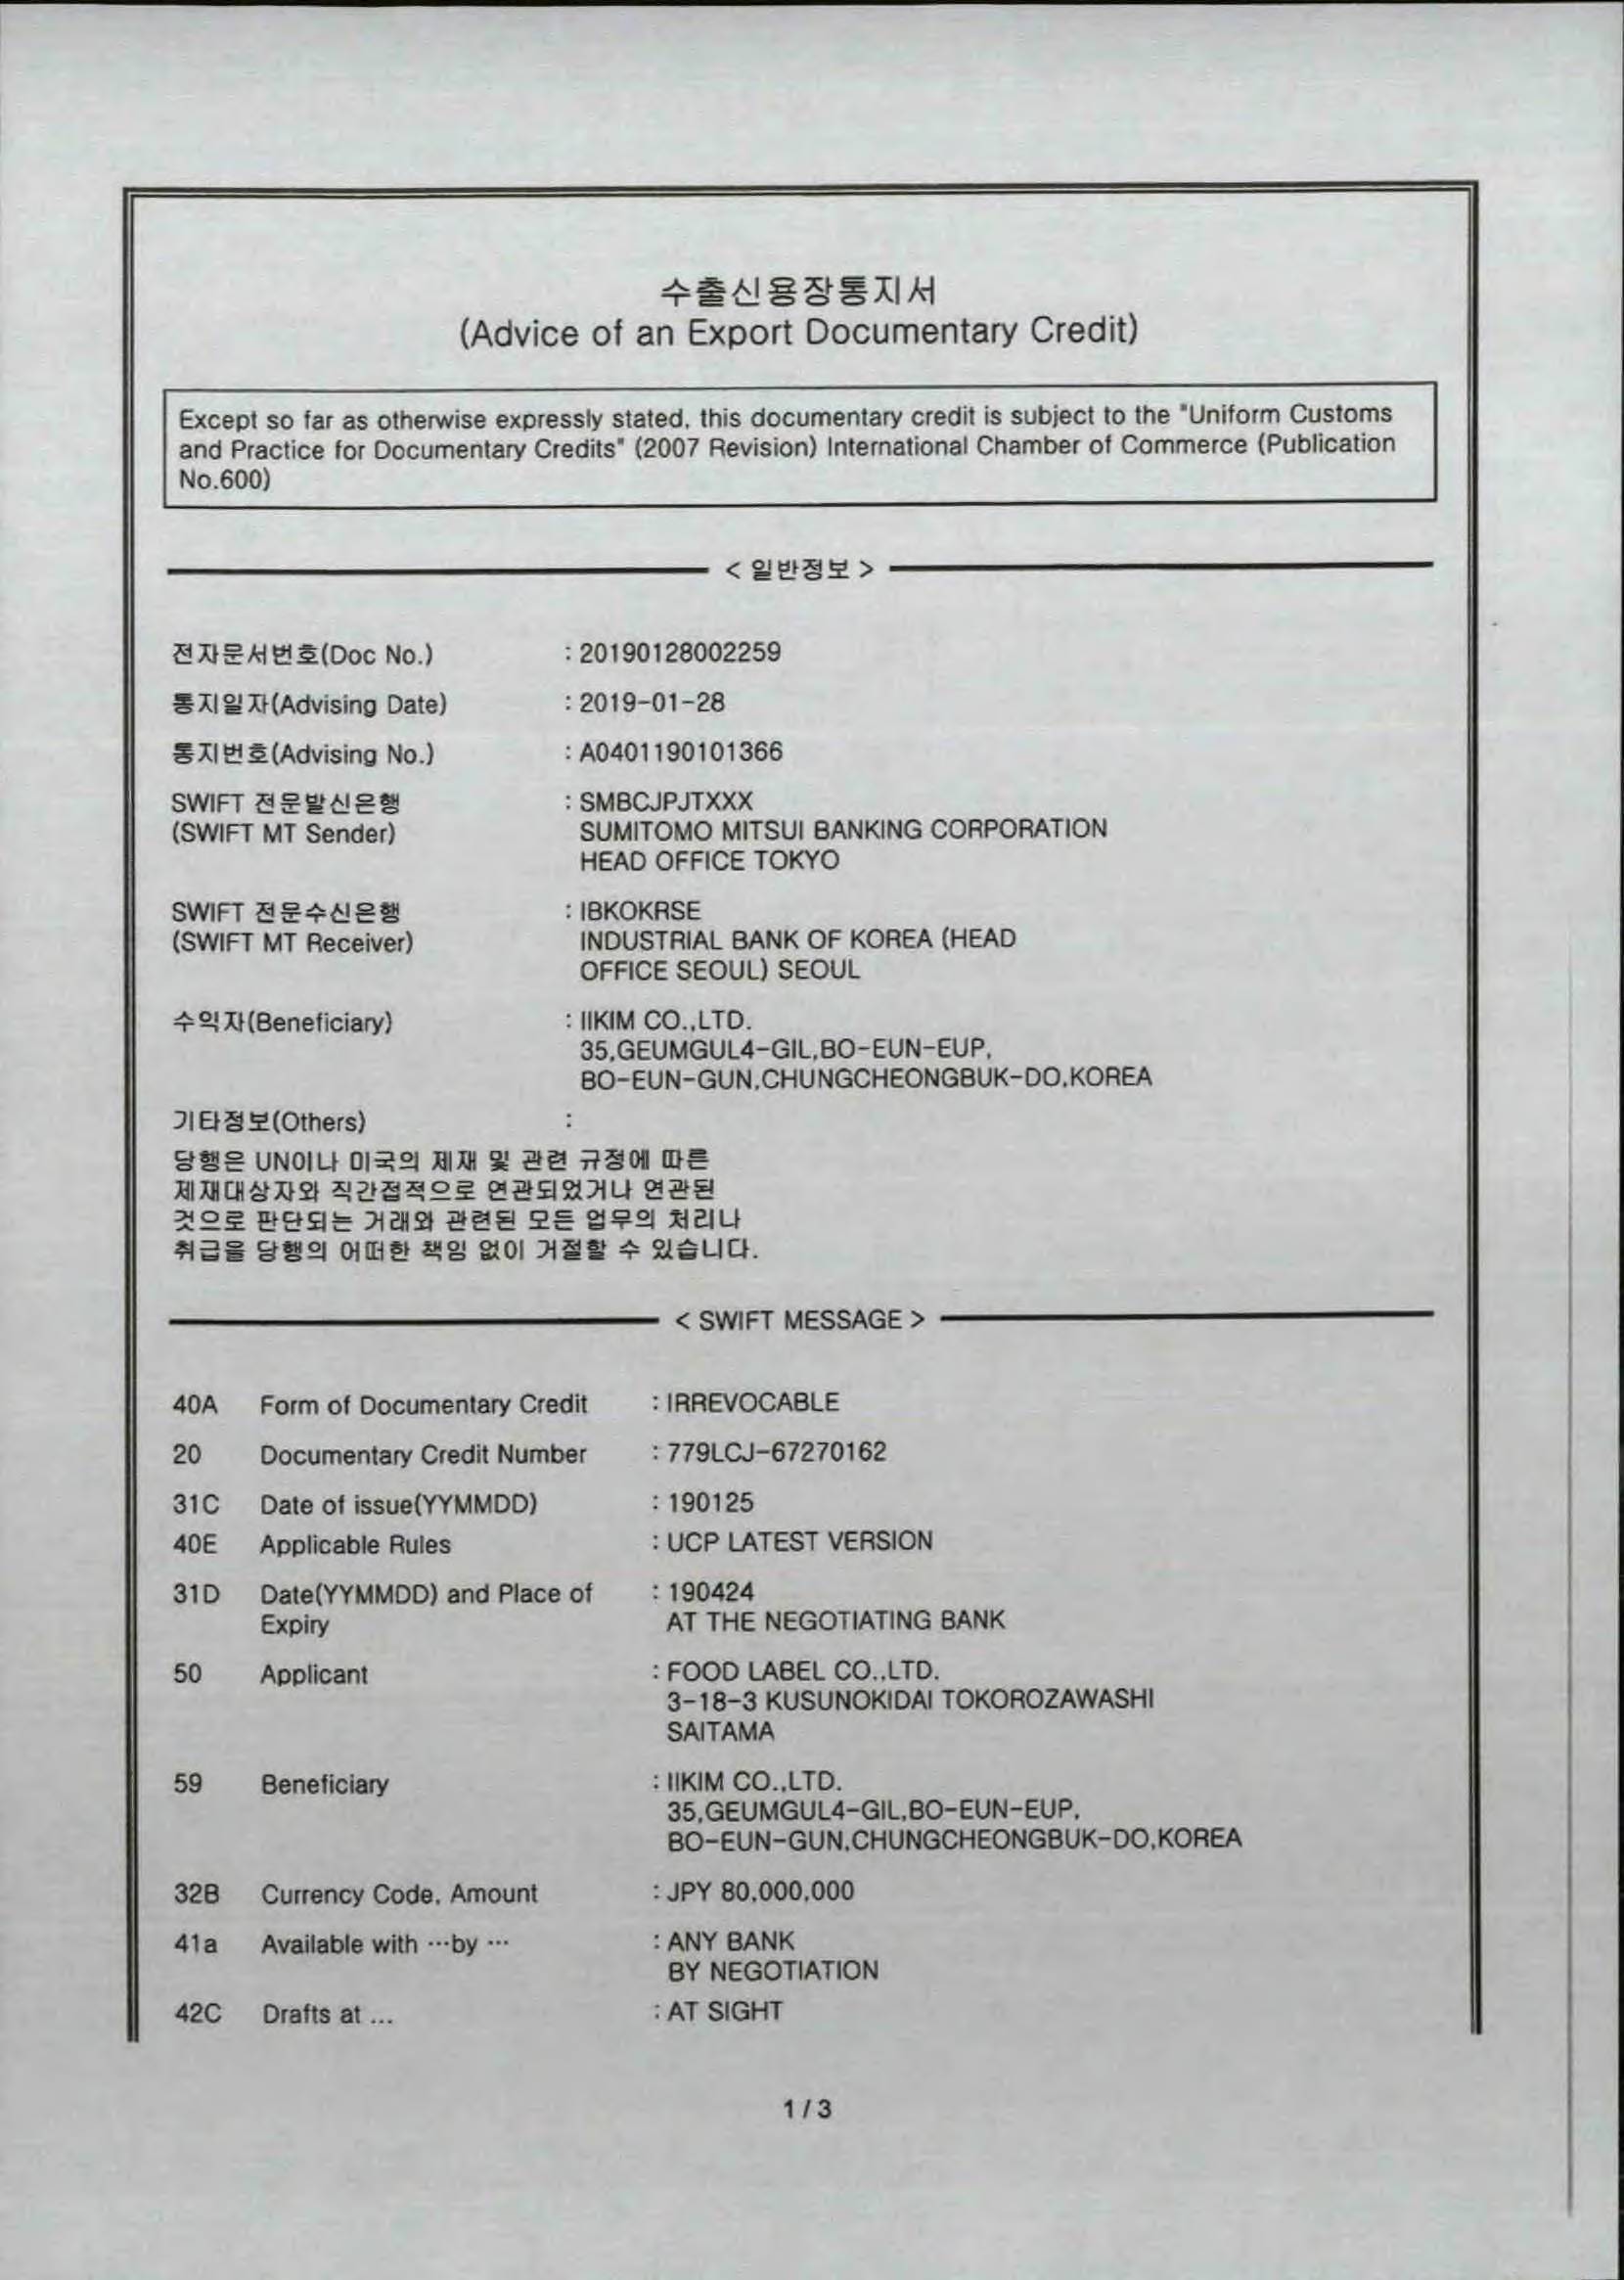 수출신용장통지서
(Advice of an Export Documentary Credit)
Except so far as otherwise expressly stated, this documentary credit is subject to the "Uniform Customs
and Practice for Documentary Credits" (2007 Revision) International Chamber of Commerce (Publication
No.600)
< 일반정보 >
전자문서번호(Doc No.) : 20190128002259
통지일자(Advising Date) : 2019-01-28
통지번호(Advising No.) : A0401190101366
SWIFT 전문발신은행 : SMBCJPJTXXX
(SWIFT MT Sender) SUMITOMO MITSUI BANKING CORPORATION
HEAD OFFICE TOKYO
SWIFT 전문수신은행 : IBKOKRSE
(SWIFT MT Receiver) INDUSTRIAL BANK OF KOREA (HEAD
OFFICE SEOUL) SEOUL
수익자(Beneficiary) : IIKIM CO.,LTD.
35,GEUMGUL4-GIL,BO-EUN-EUP,
BO-EUN-GUN,CHUNGCHEONGBUK-DO,KOREA
기타정보(Others) :
당행은 UN이나 미국의 제재 및 관련 규정에 따른
제재대상자와 직간접적으로 연관되었거나 연관된
것으로 판단되는 거래와 관련된 모든 업무의 처리나
취급을 당행의 어떠한 책임 없이 거절할 수 있습니다.
< SWIFT MESSAGE >
40A Form of Documentary Credit : IRREVOCABLE
20 Documentary Credit Number : 779LCJ-67270162
31C Date of issue(YYMMDD) : 190125
40E Applicable Rules : UCP LATEST VERSION
31D Date(YYMMDD) and Place of : 190424
Expiry AT THE NEGOTIATING BANK
50 Applicant : FOOD LABEL CO.,LTD.
3-18-3 KUSUNOKIDAI TOKOROZAWASHI
SAITAMA
59 Beneficiary : IIKIM CO.,LTD.
35,GEUMGUL4-GIL,BO-EUN-EUP,
BO-EUN-GUN,CHUNGCHEONGBUK-DO,KOREA
32B Currency Code, Amount : JPY 80,000,000
41a Available with ···by ··· : ANY BANK
BY NEGOTIATION
42C Drafts at ... : AT SIGHT
1 / 3